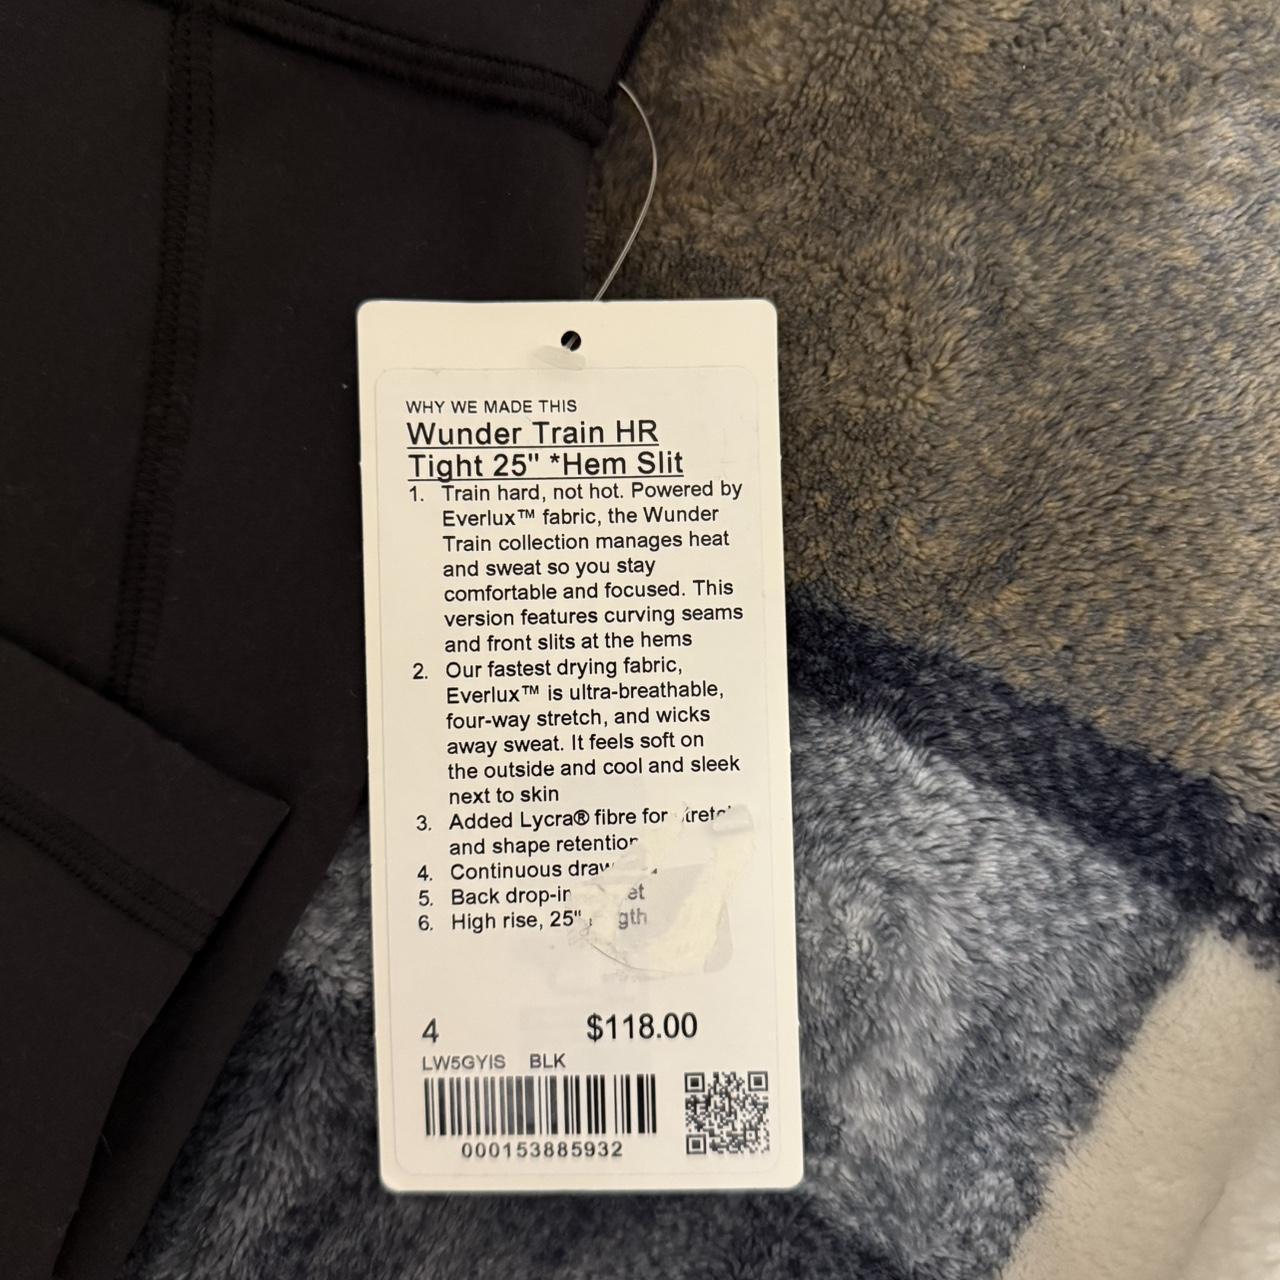 WHY WE MADE THIS
Wunder Train HR
Tight 25" *Hem Slit
1. Train hard, not hot. Powered by
Everlux™ fabric, the Wunder
Train collection manages heat
and sweat so you stay
comfortable and focused. This
version features curving seams
and front slits at the hems
2. Our fastest drying fabric,
Everlux™ is ultra-breathable,
four-way stretch, and wicks
away sweat. It feels soft on
the outside and cool and sleek
next to skin
3. Added Lycra® fibre for
and shape retention
4. Continuous
5. Back
6. High rise, 25"
4 $118.00
LW5GYIS BLK
000153885932